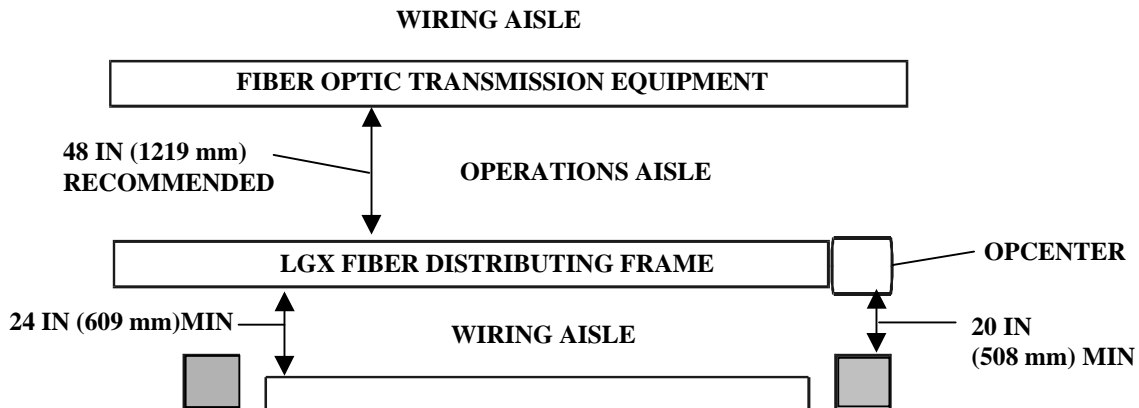 WIRING AISLE
FIBER OPTIC TRANSMISSION EQUIPMENT
48 IN (1219 mm)
RECOMMENDED
OPERATIONS AISLE
LGX FIBER DISTRIBUTING FRAME
OPCENTER
24 IN (609 mm)MIN
WIRING AISLE
20 IN
(508 mm) MIN